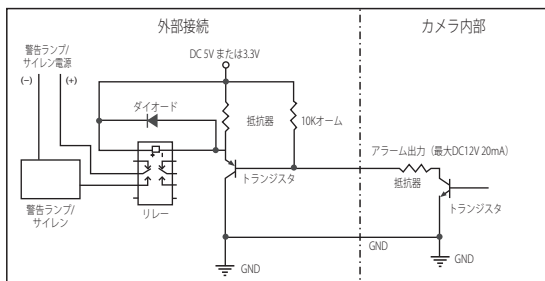 外部接続
カメラ内部
警告ランプ/
サイレン電源
(−)
(+)
DC 5V または3.3V
ダイオード
抵抗器
10Kオーム
アラーム出力（最大DC12V 20mA）
トランジスタ
抵抗器
トランジスタ
リレー
警告ランプ/
サイレン
GND
GND
GND